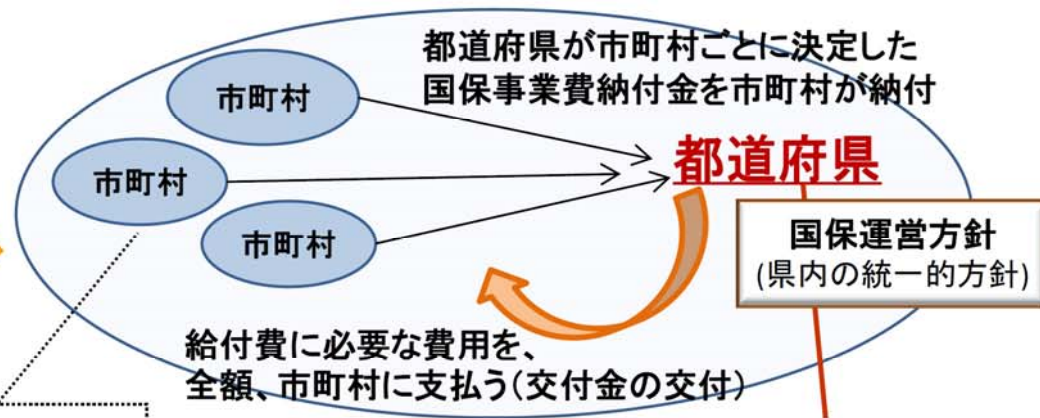 都道府県が市町村ごとに決定した
国保事業費納付金を市町村が納付
市町村
市町村
市町村
都道府県
国保運営方針
(県内の統一的方針)
給付費に必要な費用を、
全額、市町村に支払う(交付金の交付)